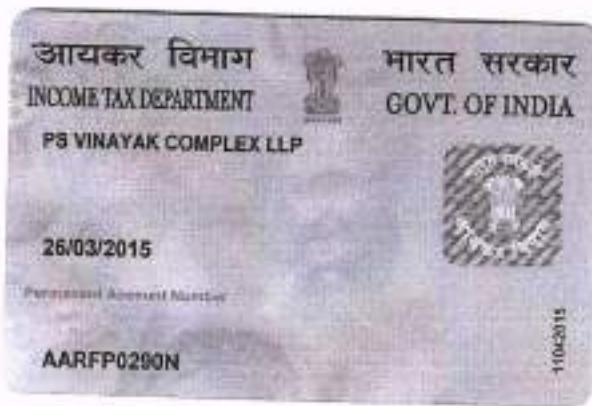 आयकर विभाग
INCOME TAX DEPARTMENT
भारत सरकार
GOVT. OF INDIA
PS VINAYAK COMPLEX LLP
26/03/2015
Permanent Account Number
AARFP0290N
11042015